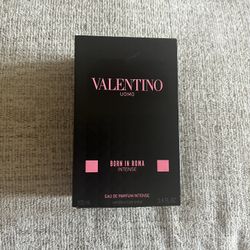 VALENTINO
UOMO
BORN IN ROMA
INTENSE
EAU DE PARFUM INTENSE